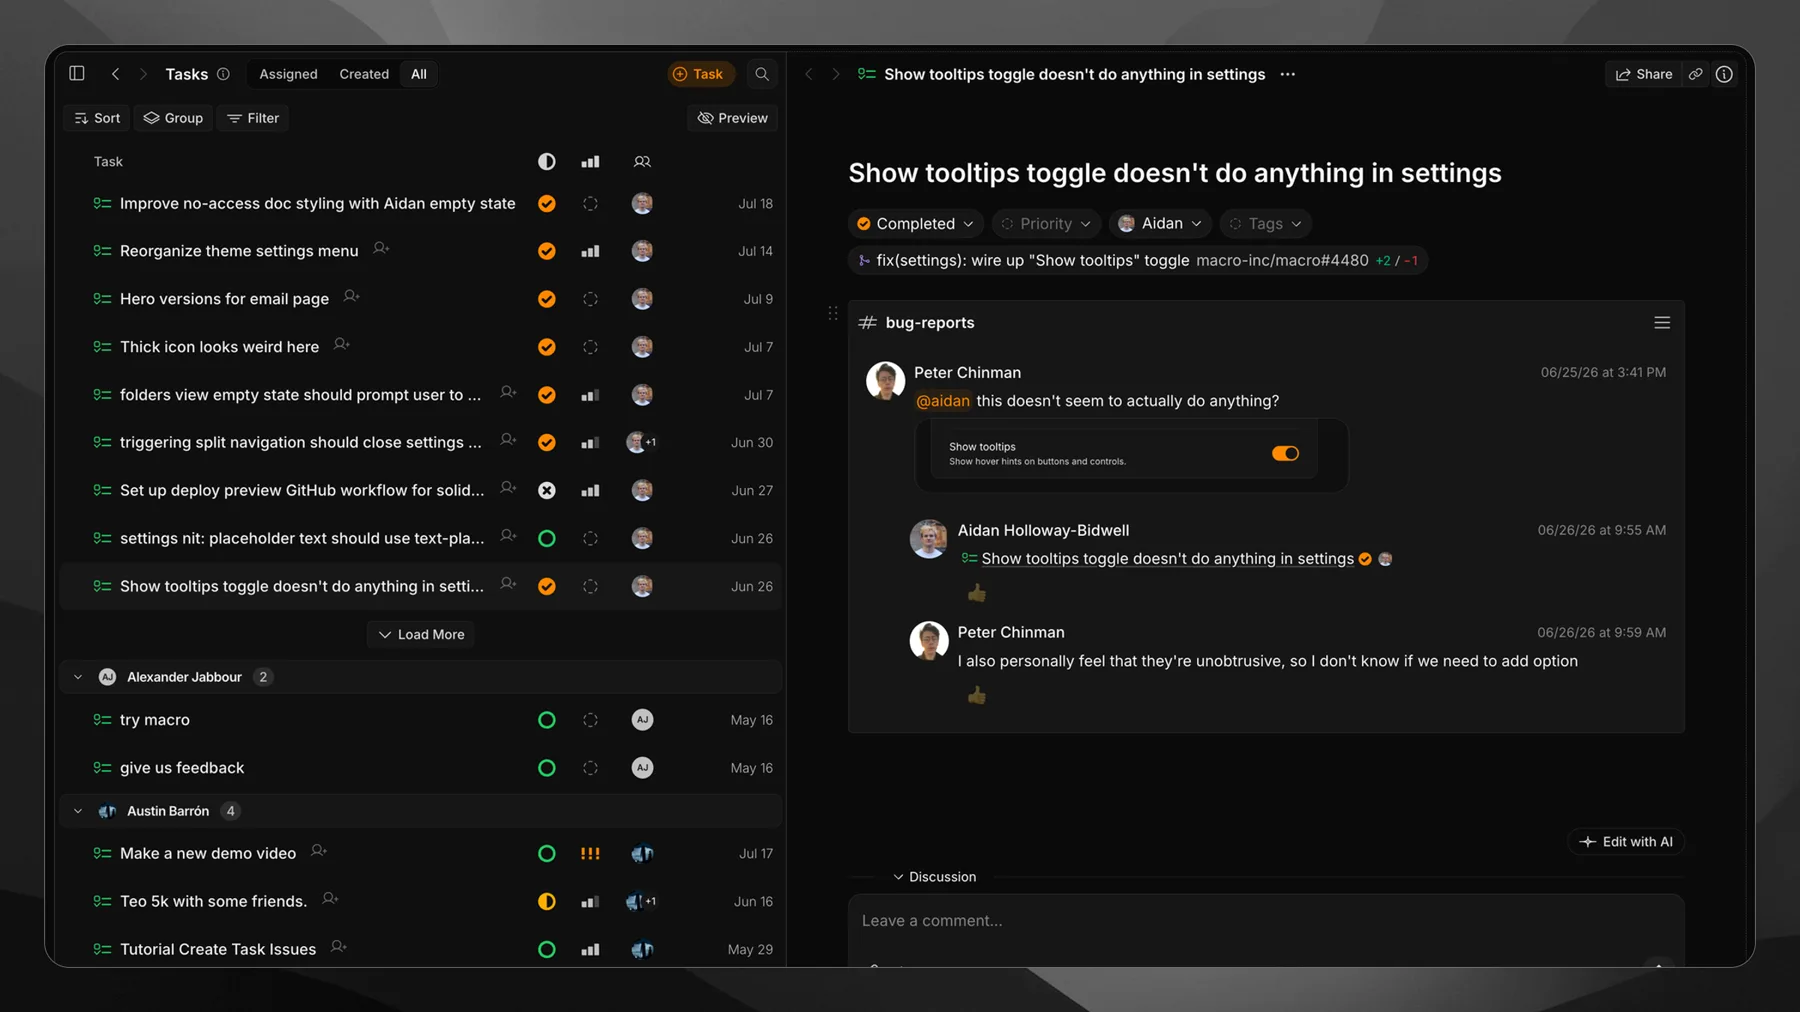 Tasks Assigned Created All Task
Sort Group Filter Preview
Task
Improve no-access doc styling with Aidan empty state Jul 18
Reorganize theme settings menu Jul 14
Hero versions for email page Jul 9
Thick icon looks weird here Jul 7
folders view empty state should prompt user to ... Jul 7
triggering split navigation should close settings ... +1 Jun 30
Set up deploy preview GitHub workflow for solid... Jun 27
settings nit: placeholder text should use text-pla... Jun 26
Show tooltips toggle doesn't do anything in setti... Jun 26
Load More
AJ Alexander Jabbour 2
try macro AJ May 16
give us feedback AJ May 16
Austin Barrón 4
Make a new demo video !!! Jul 17
Teo 5k with some friends. +1 Jun 16
Tutorial Create Task Issues May 29
Show tooltips toggle doesn't do anything in settings ... Share
Show tooltips toggle doesn't do anything in settings
Completed Priority Aidan Tags
fix(settings): wire up "Show tooltips" toggle macro-inc/macro#4480 +2 / -1
# bug-reports
Peter Chinman 06/25/26 at 3:41 PM
@aidan this doesn't seem to actually do anything?
Show tooltips
Show hover hints on buttons and controls.
Aidan Holloway-Bidwell 06/26/26 at 9:55 AM
Show tooltips toggle doesn't do anything in settings
Peter Chinman 06/26/26 at 9:59 AM
I also personally feel that they're unobtrusive, so I don't know if we need to add option
Edit with AI
Discussion
Leave a comment...